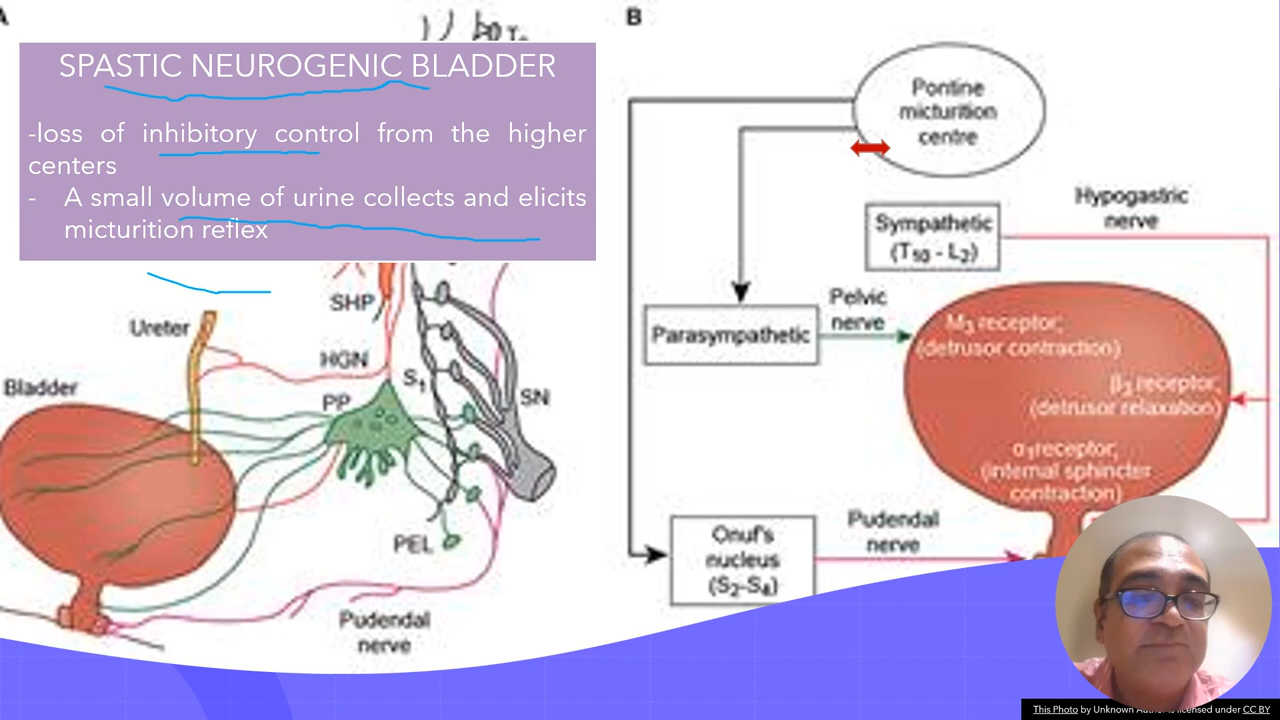 A
SPASTIC NEUROGENIC BLADDER
-loss of inhibitory control from the higher
centers
- A small volume of urine collects and elicits
micturition reflex
SHP
Ureter
HGN
S1
SN
Bladder
PP
PEL
Pudendal
nerve
B
Pontine
micturition
centre
Hypogastric
nerve
Sympathetic
(T10 - L2)
Pelvic
nerve
Parasympathetic
M3 receptor;
(detrusor contraction)
β3 receptor;
(detrusor relaxation)
α1receptor;
(internal sphincter
contraction)
Pudendal
nerve
Onuf's
nucleus
(S2-S4)
This Photo by Unknown Author is licensed under CC BY